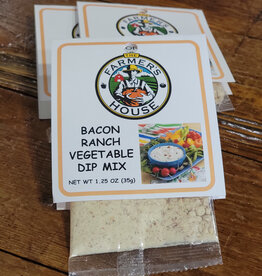 THE
FARMER'S
HOUSE
BACON
RANCH
VEGETABLE
DIP MIX
NET WT 1.25 OZ (35g)